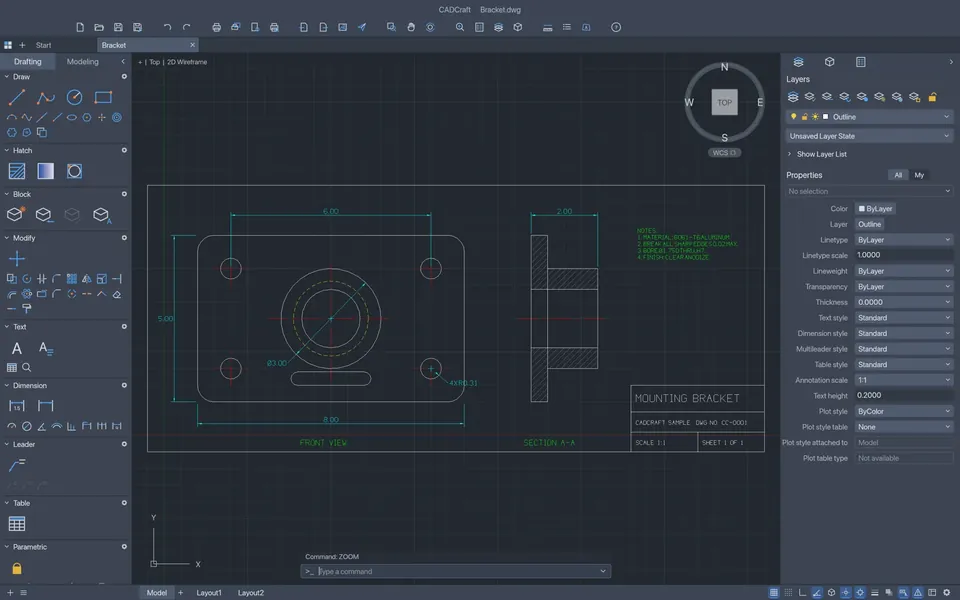 CADCraft Bracket.dwg
Start
Bracket
Drafting
Modeling
Draw
Hatch
Block
Modify
Text
A
A
Dimension
Leader
Table
Parametric
+ | Top | 2D Wireframe
N
W
TOP
E
S
WCS
6.00
2.00
5.00
Ø3.00
4XR0.31
8.00
NOTES:
FRONT VIEW
SECTION A-A
MOUNTING BRACKET
CADCRAFT SAMPLE DWG NO CC-0001
SCALE 1:1
SHEET 1 OF 1
Y
X
Command: ZOOM
>_ Type a command
Model
+
Layout1
Layout2
Layers
Outline
Unsaved Layer State
Show Layer List
Properties
All
My
No selection
Color ByLayer
Layer Outline
Linetype ByLayer
Linetype scale 1.0000
Lineweight ByLayer
Transparency ByLayer
Thickness 0.0000
Text style Standard
Dimension style Standard
Multileader style Standard
Table style Standard
Annotation scale 1:1
Text height 0.2000
Plot style ByColor
Plot style table None
Plot style attached to Model
Plot table type Not available